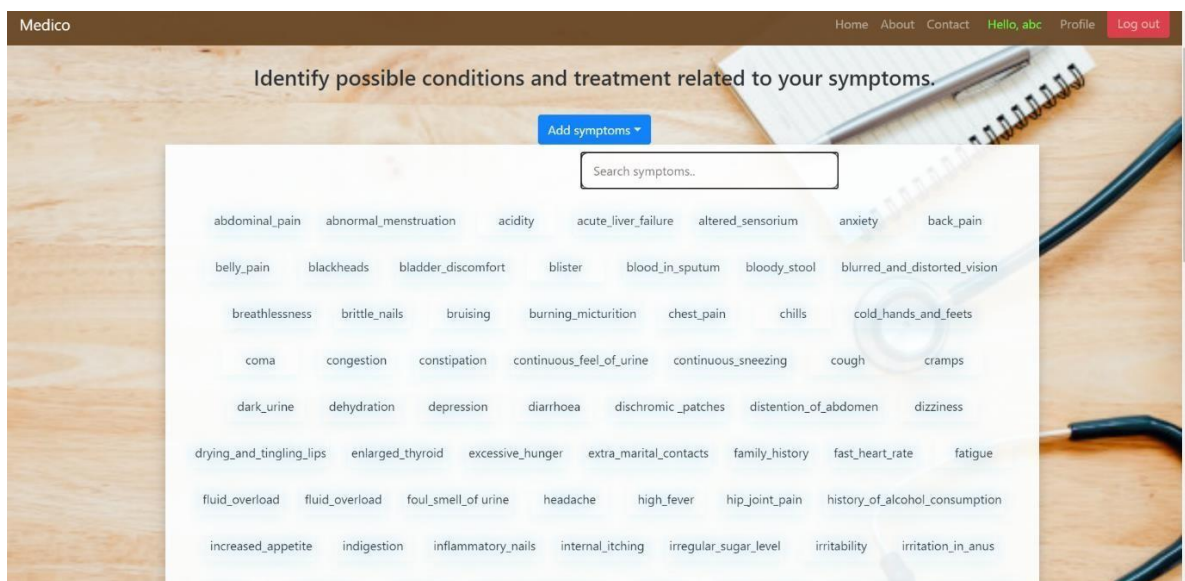 Medico Home About Contact Hello, abc Profile Log out
Identify possible conditions and treatment related to your symptoms.
Add symptoms
Search symptoms..
abdominal_pain abnormal_menstruation acidity acute_liver_failure altered_sensorium anxiety back_pain
belly_pain blackheads bladder_discomfort blister blood_in_sputum bloody_stool blurred_and_distorted_vision
breathlessness brittle_nails bruising burning_micturition chest_pain chills cold_hands_and_feets
coma congestion constipation continuous_feel_of_urine continuous_sneezing cough cramps
dark_urine dehydration depression diarrhoea dischromic _patches distention_of_abdomen dizziness
drying_and_tingling_lips enlarged_thyroid excessive_hunger extra_marital_contacts family_history fast_heart_rate fatigue
fluid_overload fluid_overload foul_smell_of urine headache high_fever hip_joint_pain history_of_alcohol_consumption
increased_appetite indigestion inflammatory_nails internal_itching irregular_sugar_level irritability irritation_in_anus